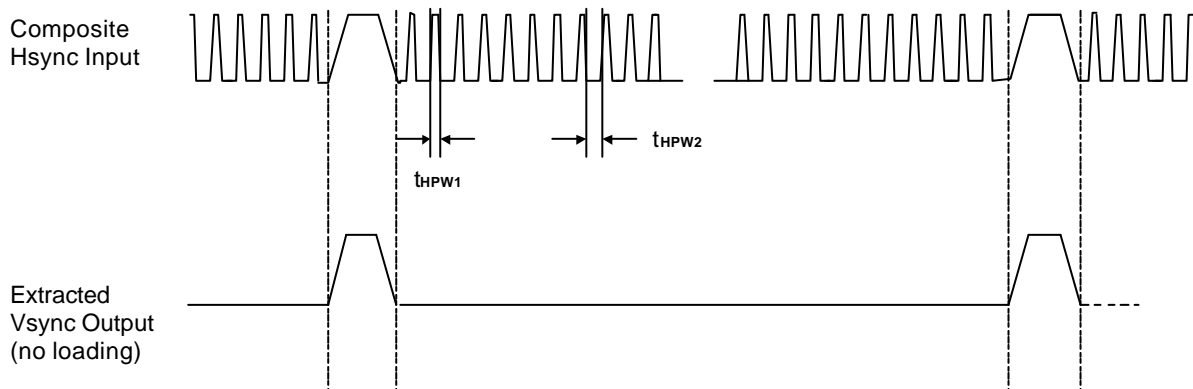 Composite
Hsync Input
tHPW2
tHPW1
Extracted
Vsync Output
(no loading)